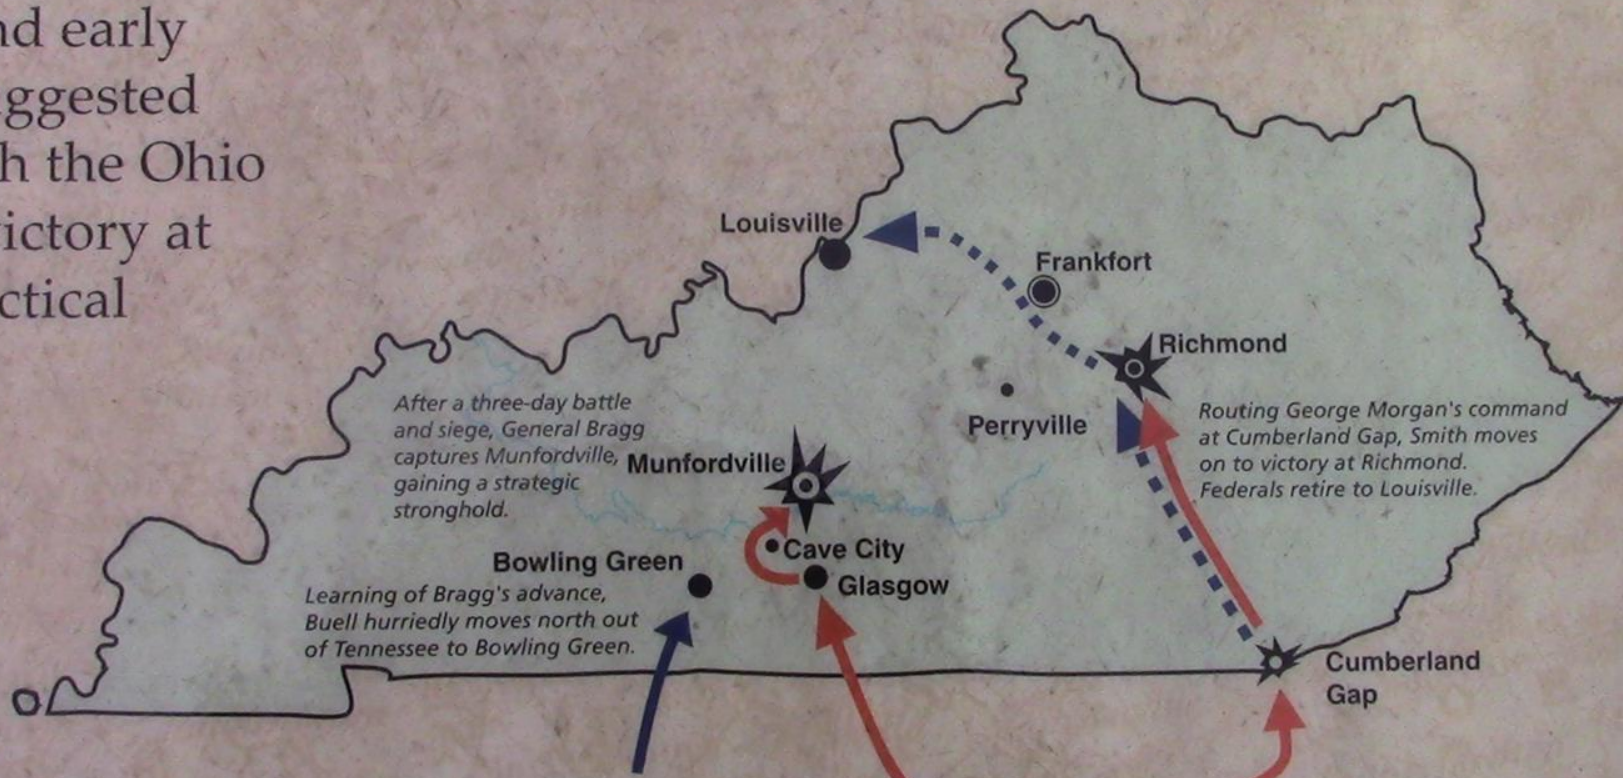 nd early
ggested
h the Ohio
victory at
ctical
Louisville
Frankfort
Richmond
Perryville
After a three-day battle
and siege, General Bragg
captures Munfordville,
gaining a strategic
stronghold.
Munfordville
Routing George Morgan's command
at Cumberland Gap, Smith moves
on to victory at Richmond.
Federals retire to Louisville.
Cave City
Bowling Green
Glasgow
Learning of Bragg's advance,
Buell hurriedly moves north out
of Tennessee to Bowling Green.
Cumberland
Gap